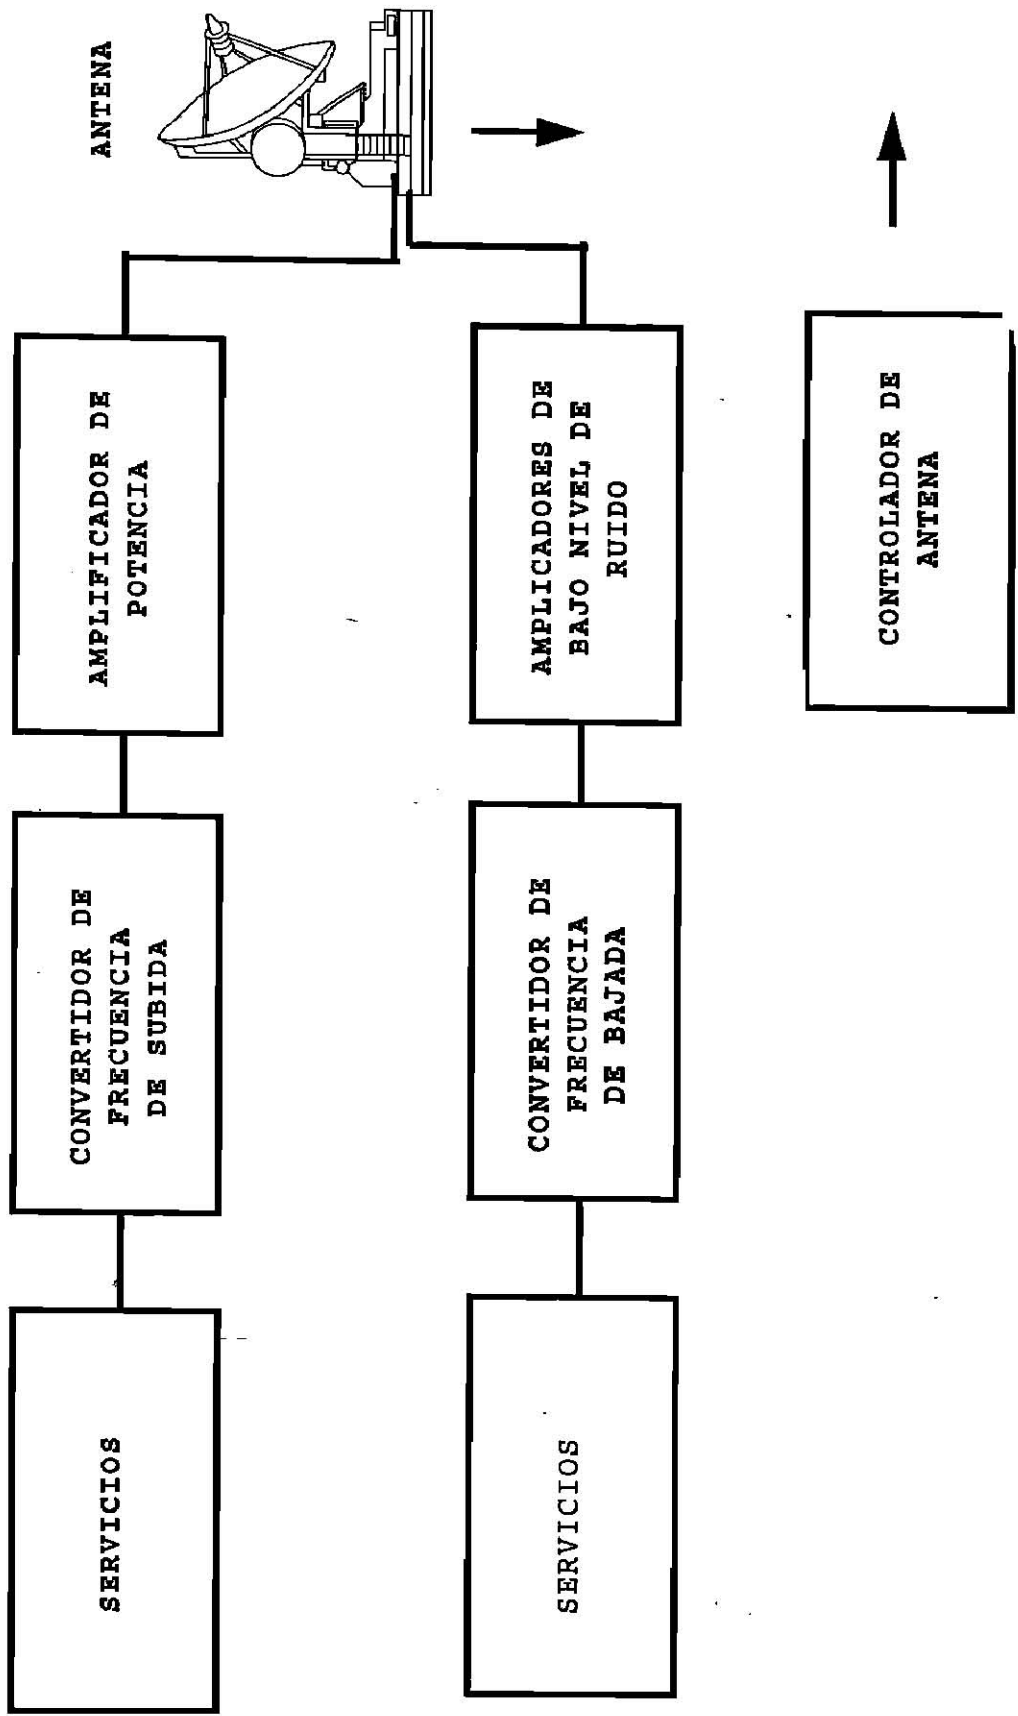 ANTENA
AMPLIFICADOR DE
POTENCIA
CONVERTIDOR DE
FRECUENCIA
DE SUBIDA
SERVICIOS
AMPLICADORES DE
BAJO NIVEL DE
RUIDO
CONVERTIDOR DE
FRECUENCIA
DE BAJADA
SERVICIOS
CONTROLADOR DE
ANTENA